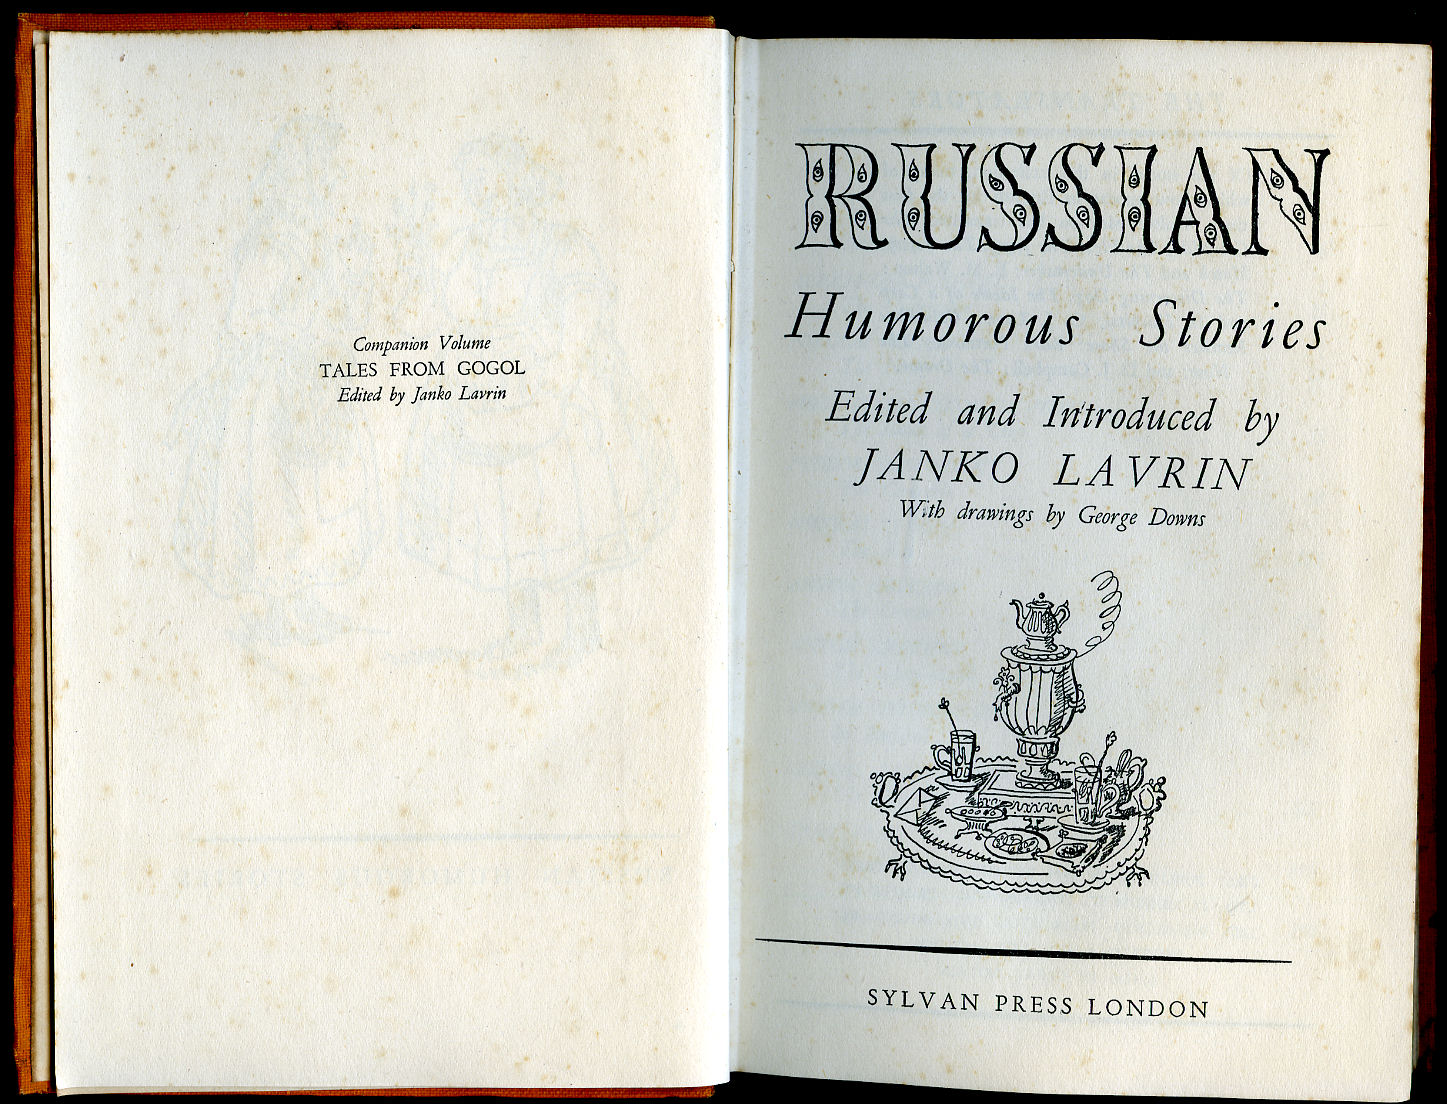 Companion Volume
TALES FROM GOGOL
Edited by Janko Lavrin
RUSSIAN
Humorous Stories
Edited and Introduced by
JANKO LAVRIN
With drawings by George Downs
SYLVAN PRESS LONDON